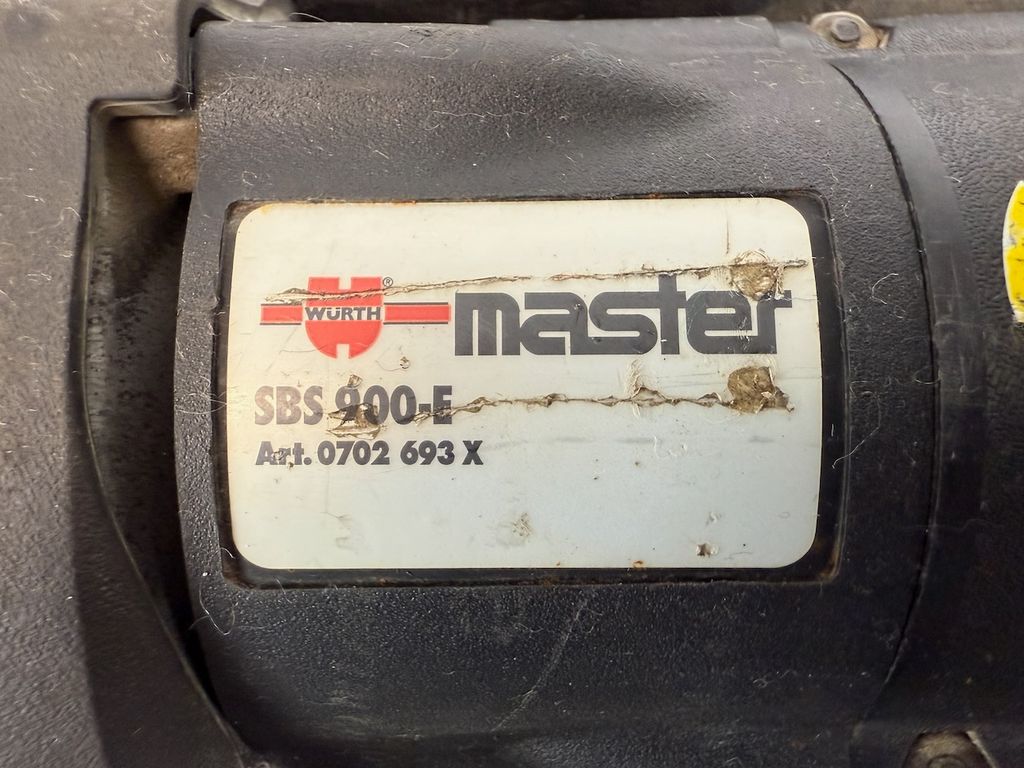 WÜRTH® master
SBS 900-E
Art. 0702 693 X